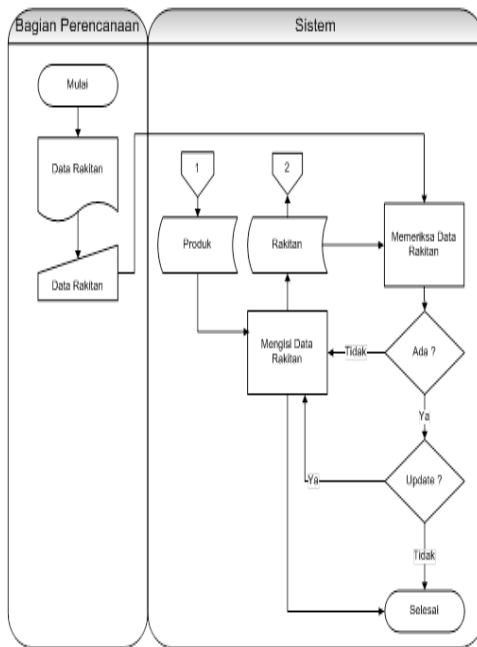 Bagian Perencanaan
Sistem
Mulai
Data Rakitan
Data Rakitan
1
2
Produk
Rakitan
Memeriksa Data
Rakitan
Mengisi Data
Rakitan
Tidak
Ada ?
Ya
Ya
Update ?
Tidak
Selesai